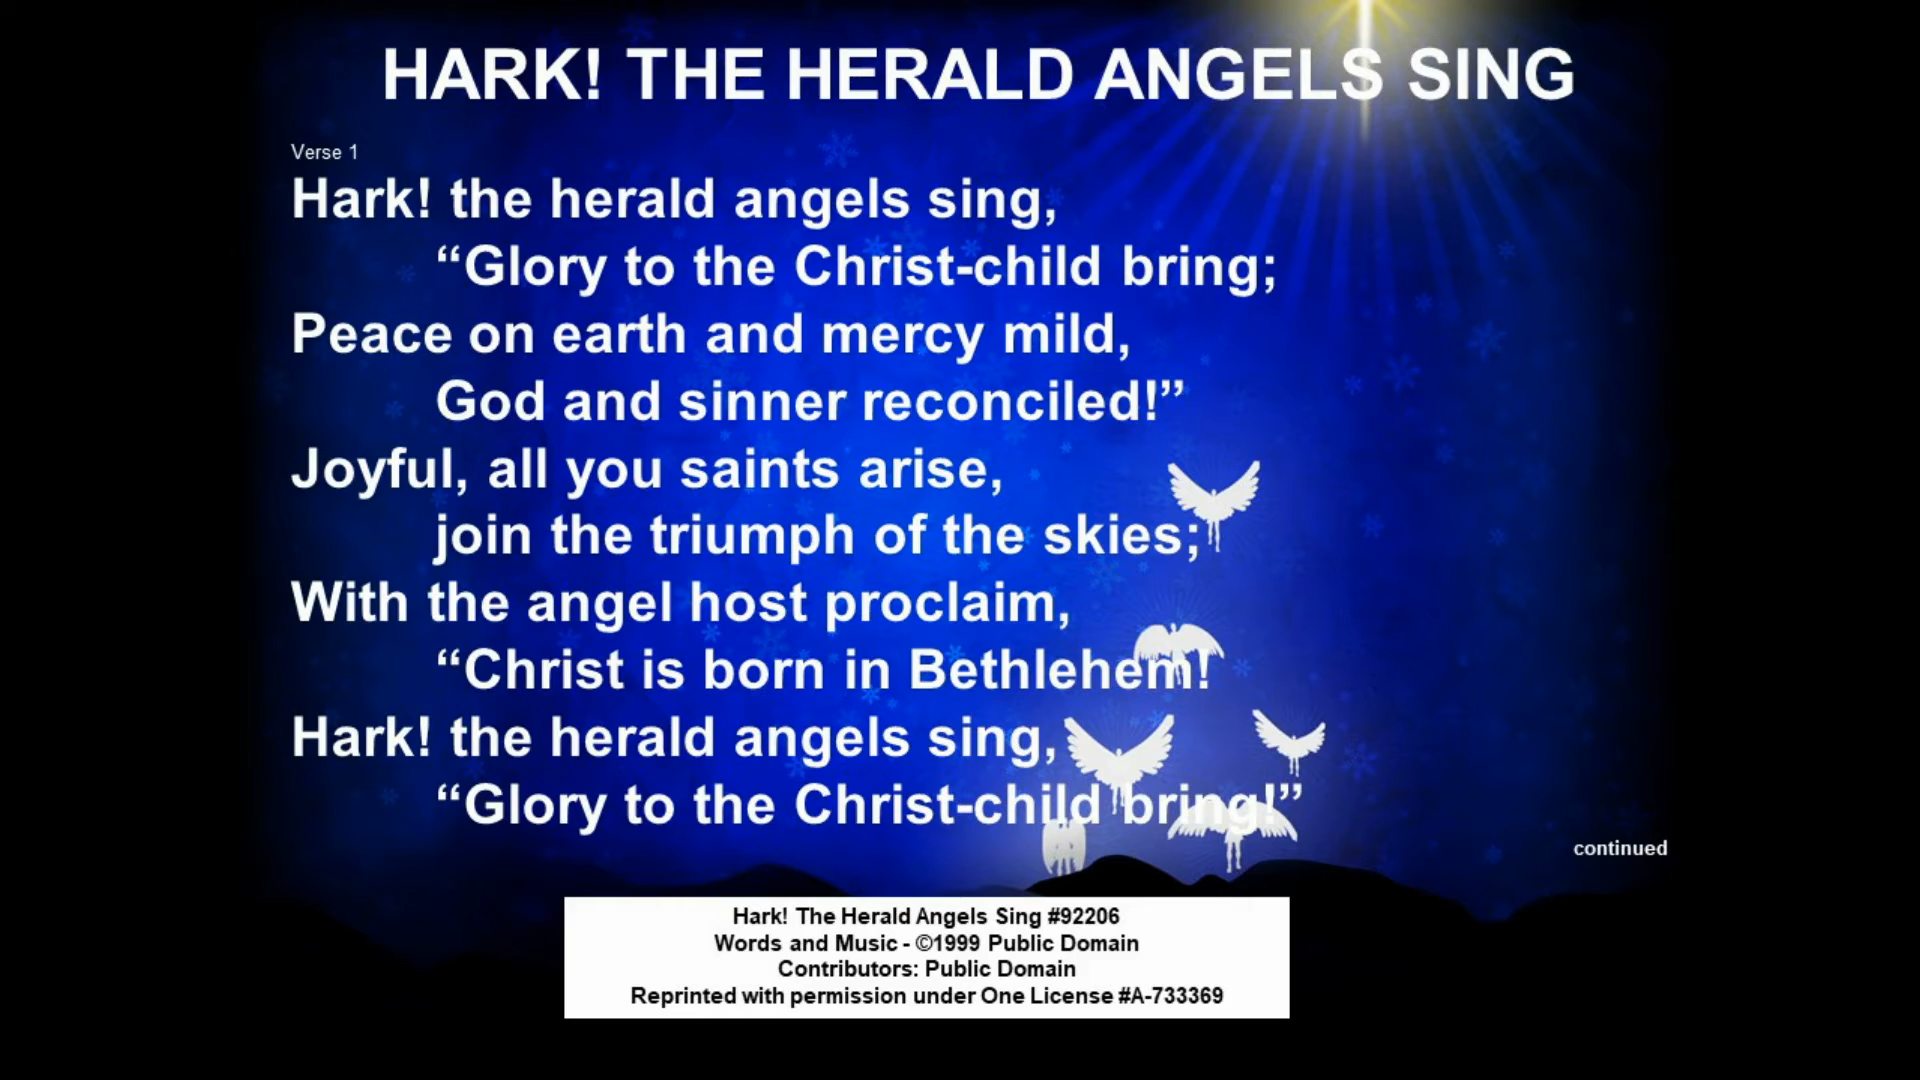 HARK! THE HERALD ANGELS SING
Verse 1
Hark! the herald angels sing,
“Glory to the Christ-child bring;
Peace on earth and mercy mild,
God and sinner reconciled!”
Joyful, all you saints arise,
join the triumph of the skies;
With the angel host proclaim,
“Christ is born in Bethlehem!
Hark! the herald angels sing,
“Glory to the Christ-child bring!”
continued
Hark! The Herald Angels Sing #92206
Words and Music - ©1999 Public Domain
Contributors: Public Domain
Reprinted with permission under One License #A-733369